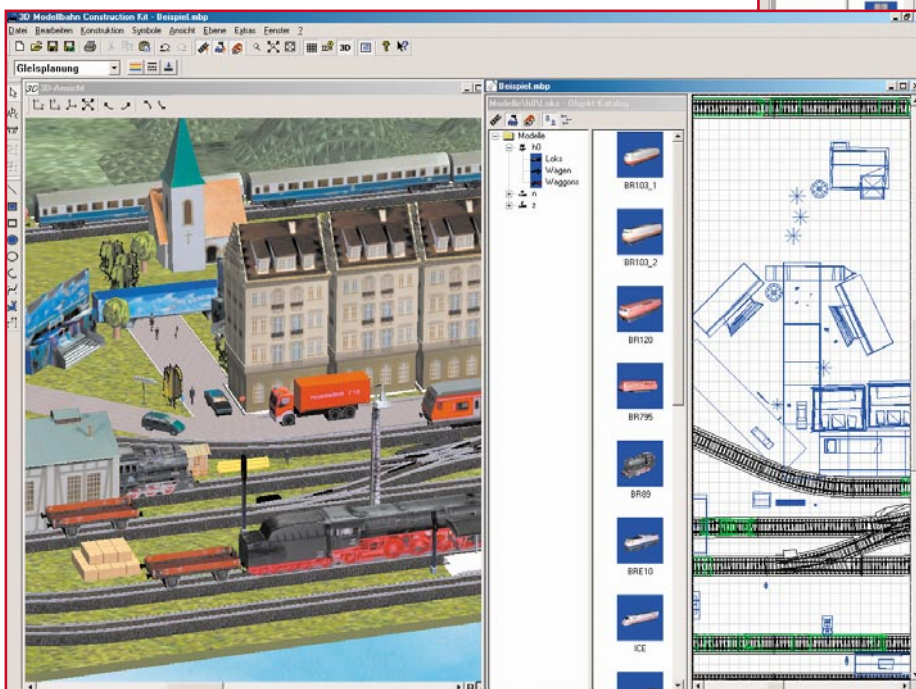 3D Modellbahn Construction Kit - Beispiel.mbp
Datei Bearbeiten Konstruktion Symbole Ansicht Ebene Extras Fenster ?
3D
Gleisplanung
3D 3D-Ansicht
Beispiel.mbp
Modelle\h0\Loks - Objekt-Katalog
Modelle
h0
Loks
Wagen
Waggons
n
z
BR103_1
BR103_2
BR120
BR795
BR89
BRE10
ICE